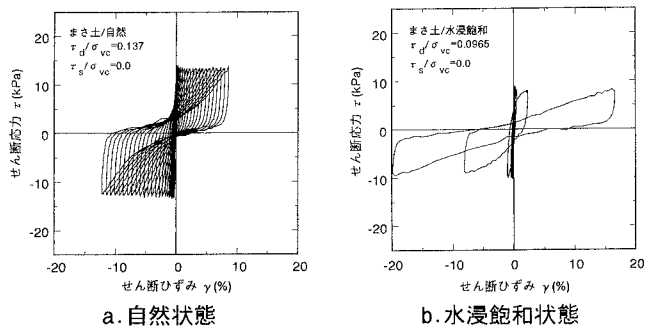 まさ土/自然
τd/σvc=0.137
τs/σvc=0.0
せん断応力 τ (kPa)
20
10
0
-10
-20
-20 -10 0 10 20
せん断ひずみ γ (%)
a.自然状態
まさ土/水浸飽和
τd/σvc=0.0965
τs/σvc=0.0
せん断応力 τ (kPa)
20
10
0
-10
-20
-20 -10 0 10 20
せん断ひずみ γ (%)
b.水浸飽和状態